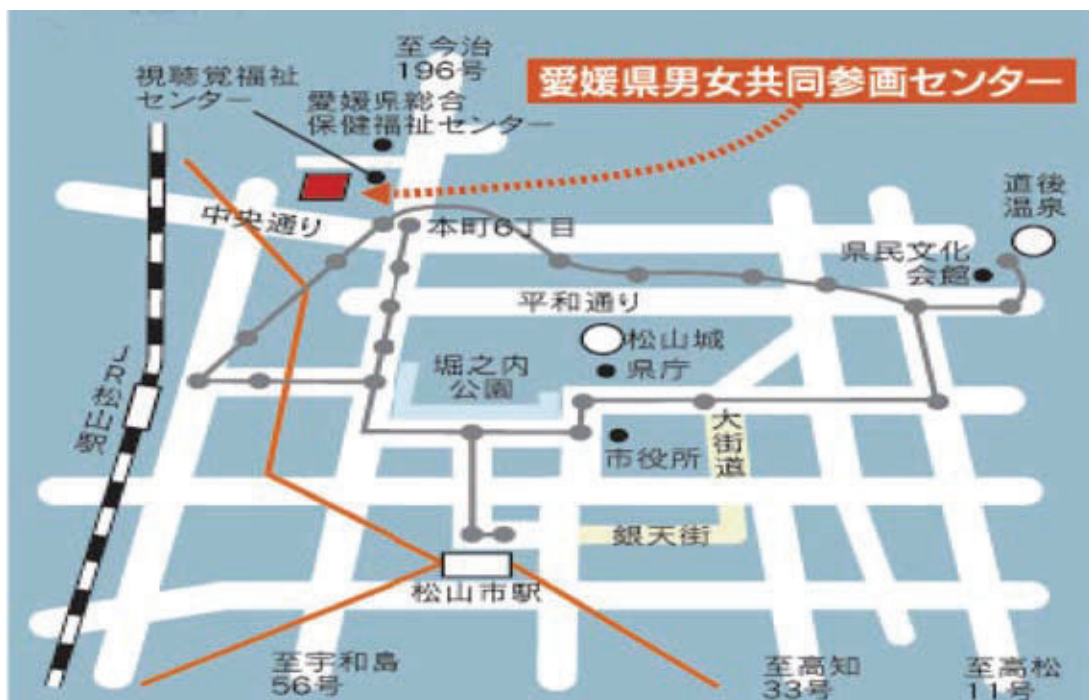 至今治
196号
視聴覚福祉
センター
愛媛県総合
保健福祉センター
愛媛県男女共同参画センター
中央通り
本町6丁目
道後
温泉
県民文化
会館
平和通り
松山城
県庁
堀之内
公園
JR松山駅
大街道
市役所
銀天街
松山市駅
至宇和島
56号
至高知
33号
至高松
11号